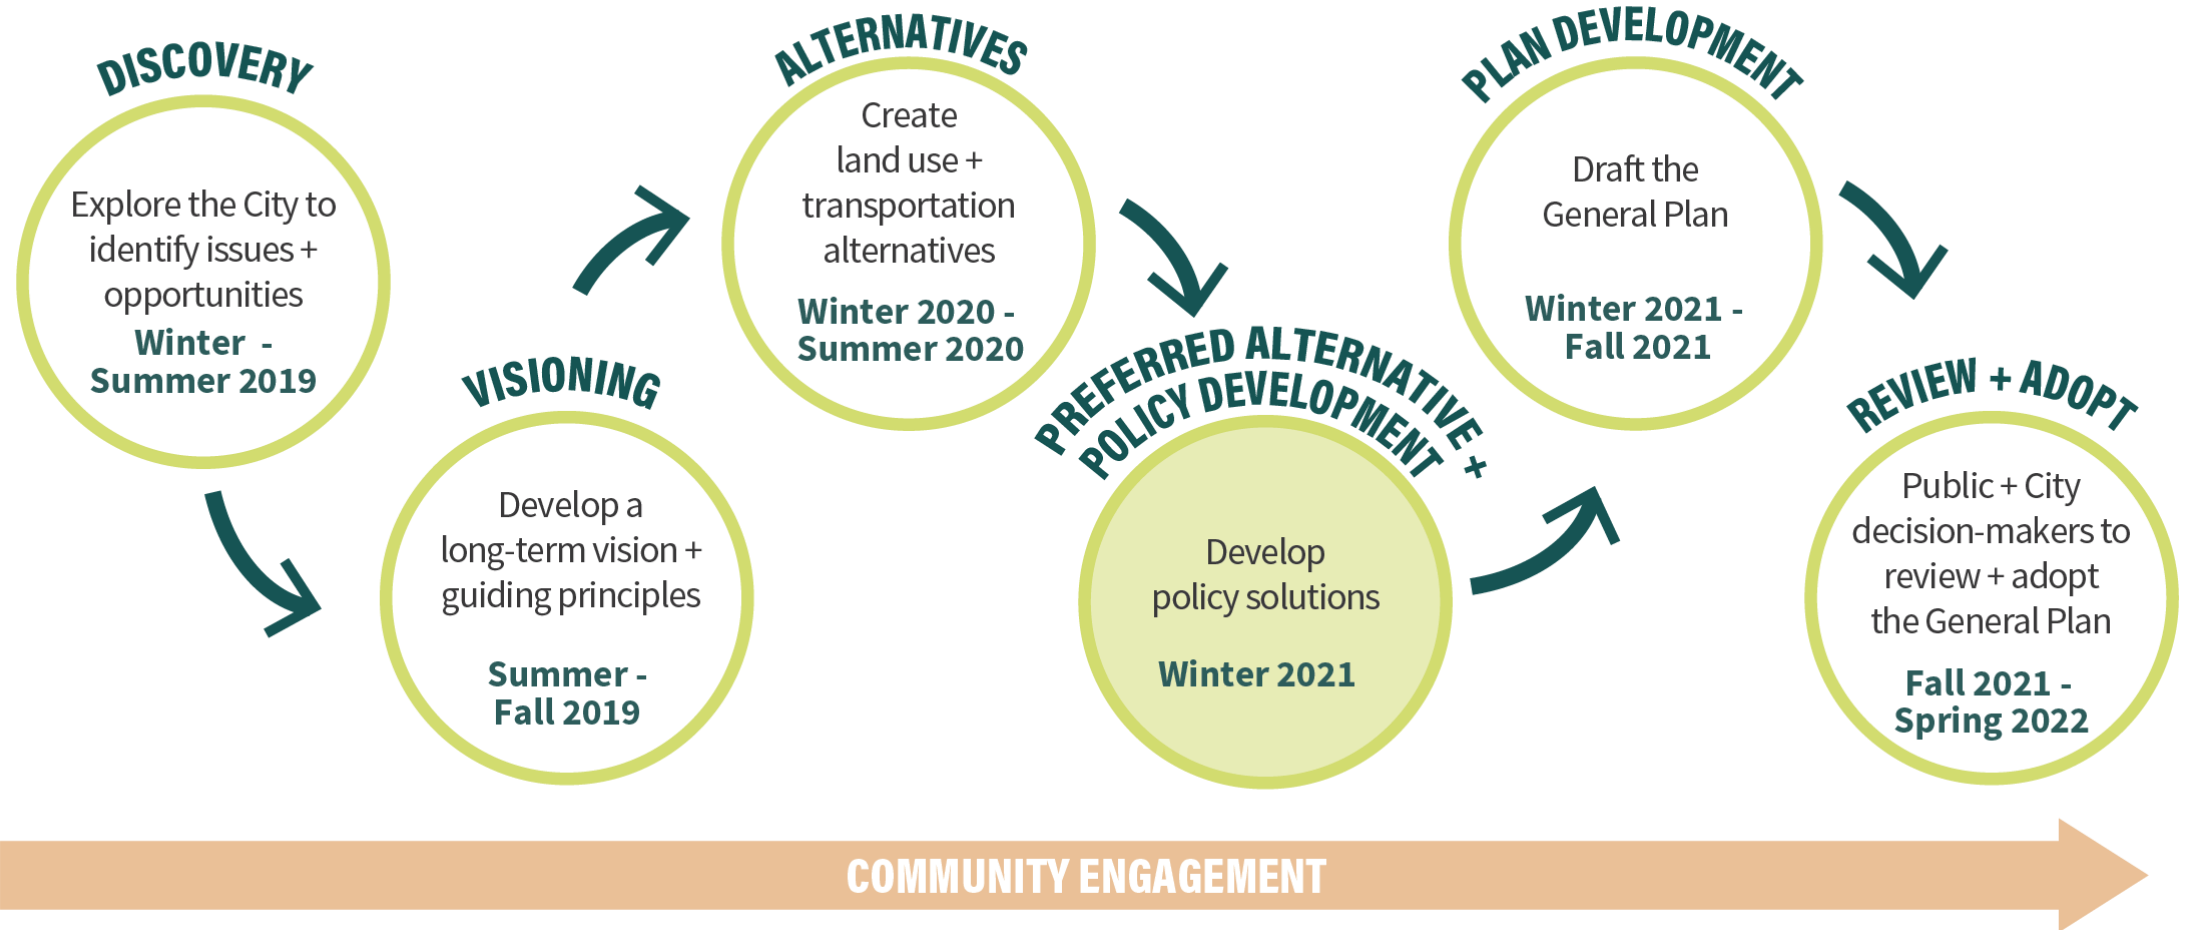 DISCOVERY
Explore the City to
identify issues +
opportunities
Winter -
Summer 2019
VISIONING
Develop a
long-term vision +
guiding principles
Summer -
Fall 2019
ALTERNATIVES
Create
land use +
transportation
alternatives
Winter 2020 -
Summer 2020
PREFERRED ALTERNATIVE +
POLICY DEVELOPMENT
Develop
policy solutions
Winter 2021
PLAN DEVELOPMENT
Draft the
General Plan
Winter 2021 -
Fall 2021
REVIEW + ADOPT
Public + City
decision-makers to
review + adopt
the General Plan
Fall 2021 -
Spring 2022
COMMUNITY ENGAGEMENT